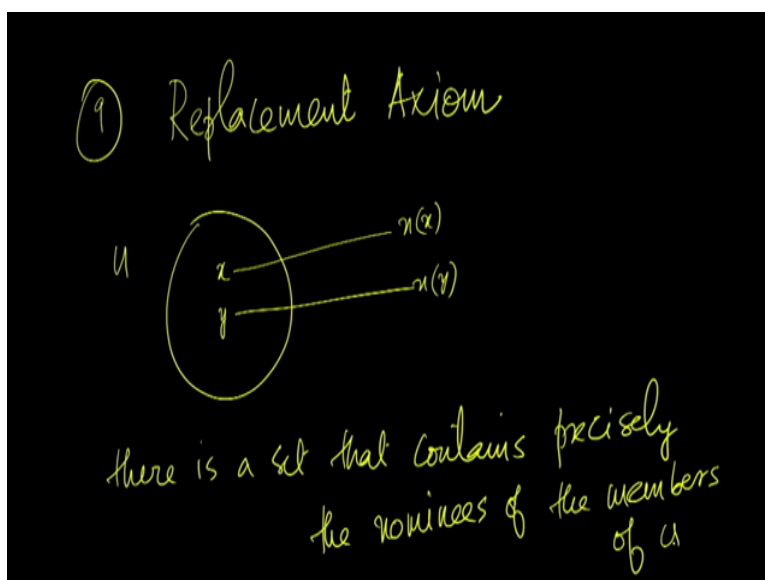 9 Replacement Axiom
n(x)
u x
n(y)
y
there is a set that contains precisely
the nominees of the members
of u